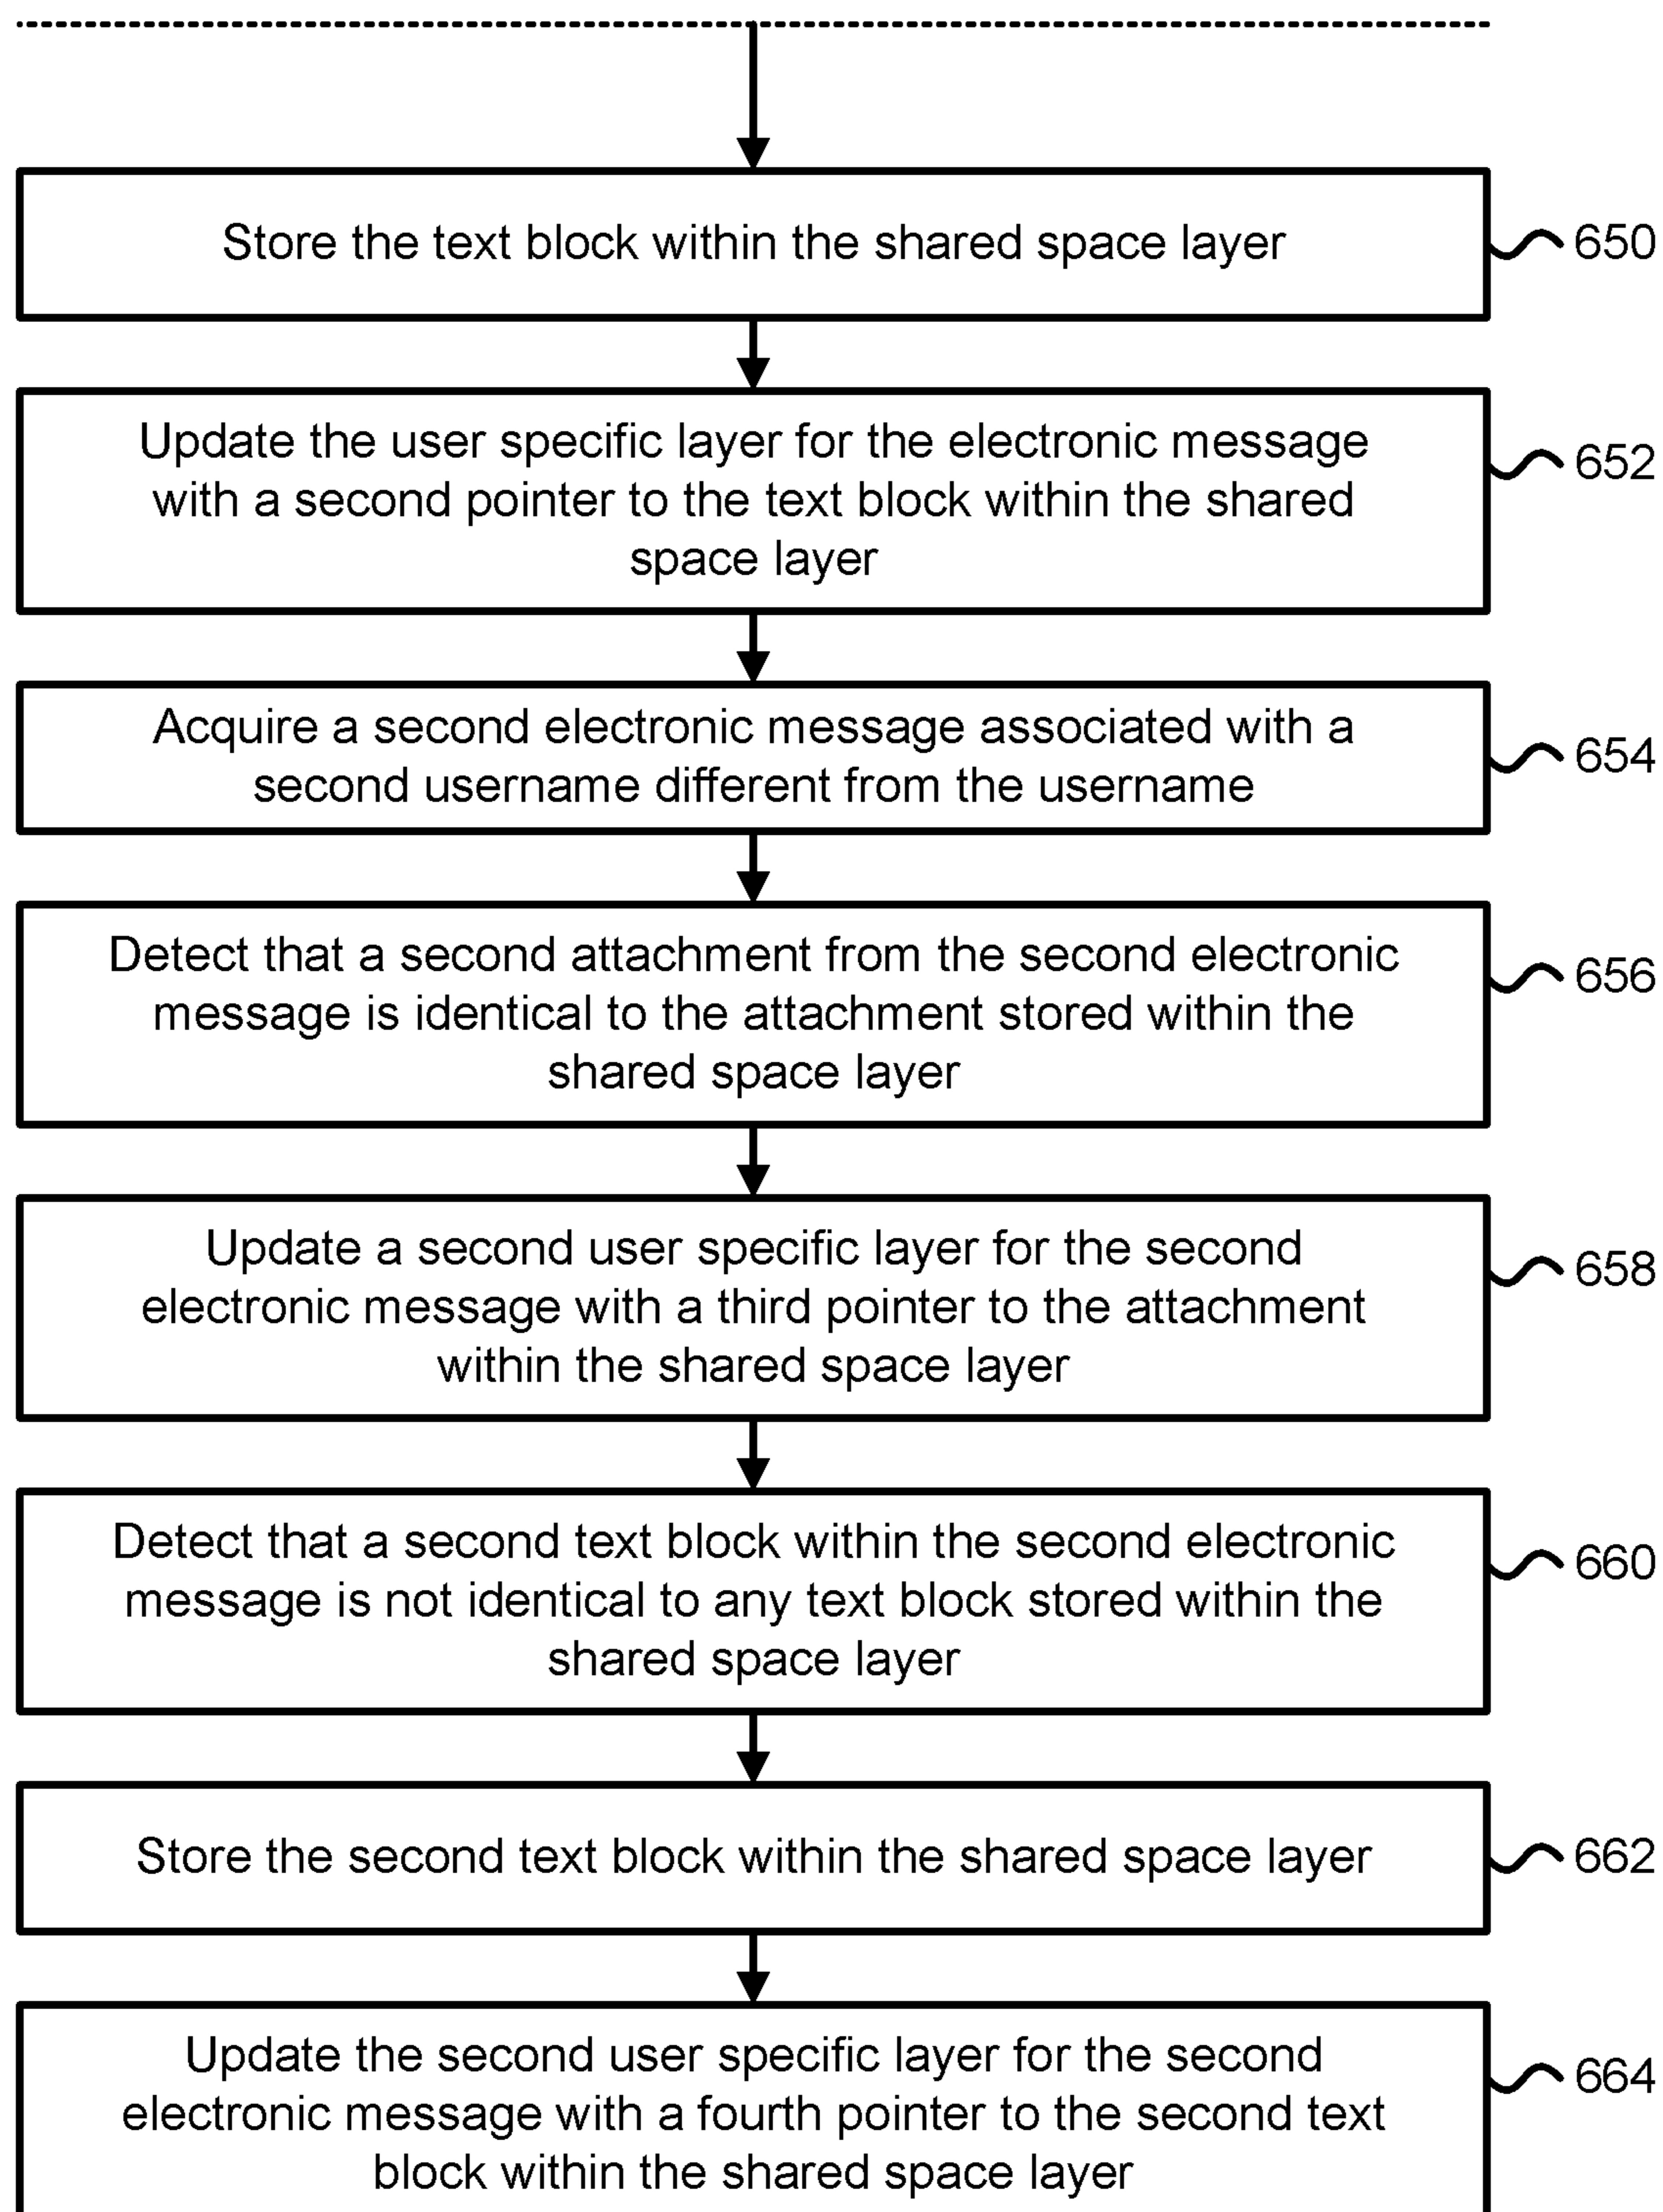 Store the text block within the shared space layer
650
Update the user specific layer for the electronic message
with a second pointer to the text block within the shared
space layer
652
Acquire a second electronic message associated with a
second username different from the username
654
Detect that a second attachment from the second electronic
message is identical to the attachment stored within the
shared space layer
656
Update a second user specific layer for the second
electronic message with a third pointer to the attachment
within the shared space layer
658
Detect that a second text block within the second electronic
message is not identical to any text block stored within the
shared space layer
660
Store the second text block within the shared space layer
662
Update the second user specific layer for the second
electronic message with a fourth pointer to the second text
block within the shared space layer
664